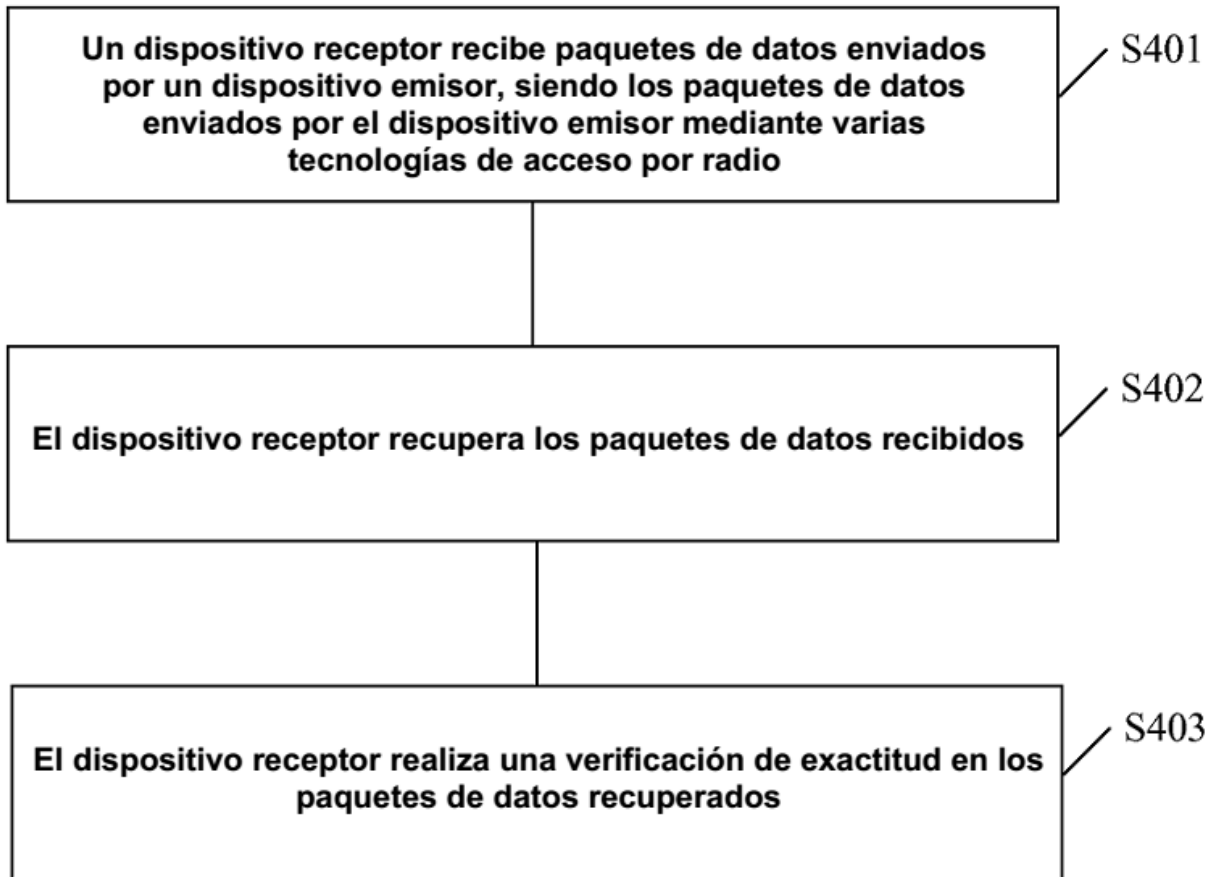 Un dispositivo receptor recibe paquetes de datos enviados
por un dispositivo emisor, siendo los paquetes de datos
enviados por el dispositivo emisor mediante varias
tecnologías de acceso por radio
S401
El dispositivo receptor recupera los paquetes de datos recibidos
S402
El dispositivo receptor realiza una verificación de exactitud en los
paquetes de datos recuperados
S403